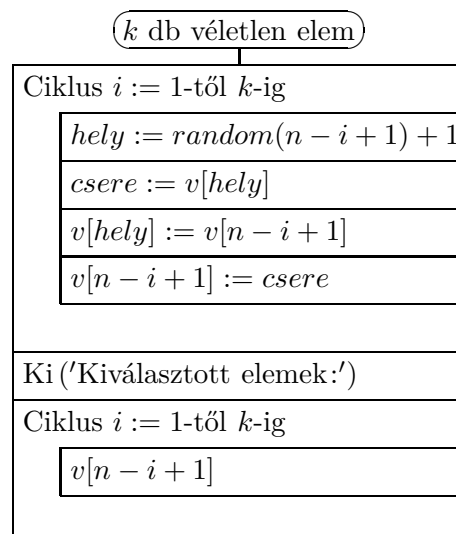 k db véletlen elem
Ciklus i := 1-től k-ig
hely := random(n − i + 1) + 1
csere := v[hely]
v[hely] := v[n − i + 1]
v[n − i + 1] := csere
Ki ('Kiválasztott elemek:')
Ciklus i := 1-től k-ig
v[n − i + 1]